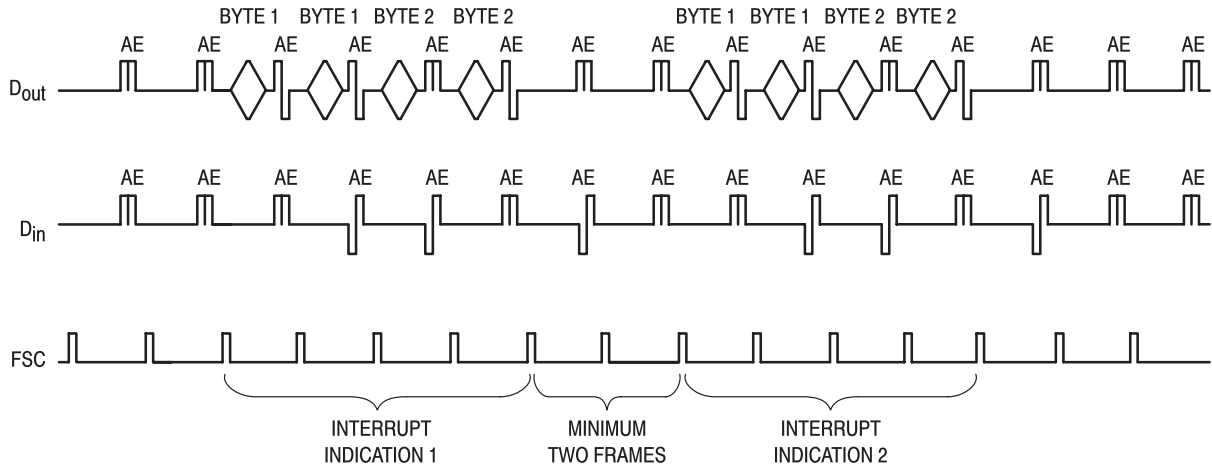 BYTE 1 BYTE 1 BYTE 2 BYTE 2 BYTE 1 BYTE 1 BYTE 2 BYTE 2
AE AE AE AE AE AE AE AE AE AE AE AE AE AE AE
Dout
AE AE AE AE AE AE AE AE AE AE AE AE AE AE AE
Din
FSC
INTERRUPT MINIMUM INTERRUPT
INDICATION 1 TWO FRAMES INDICATION 2